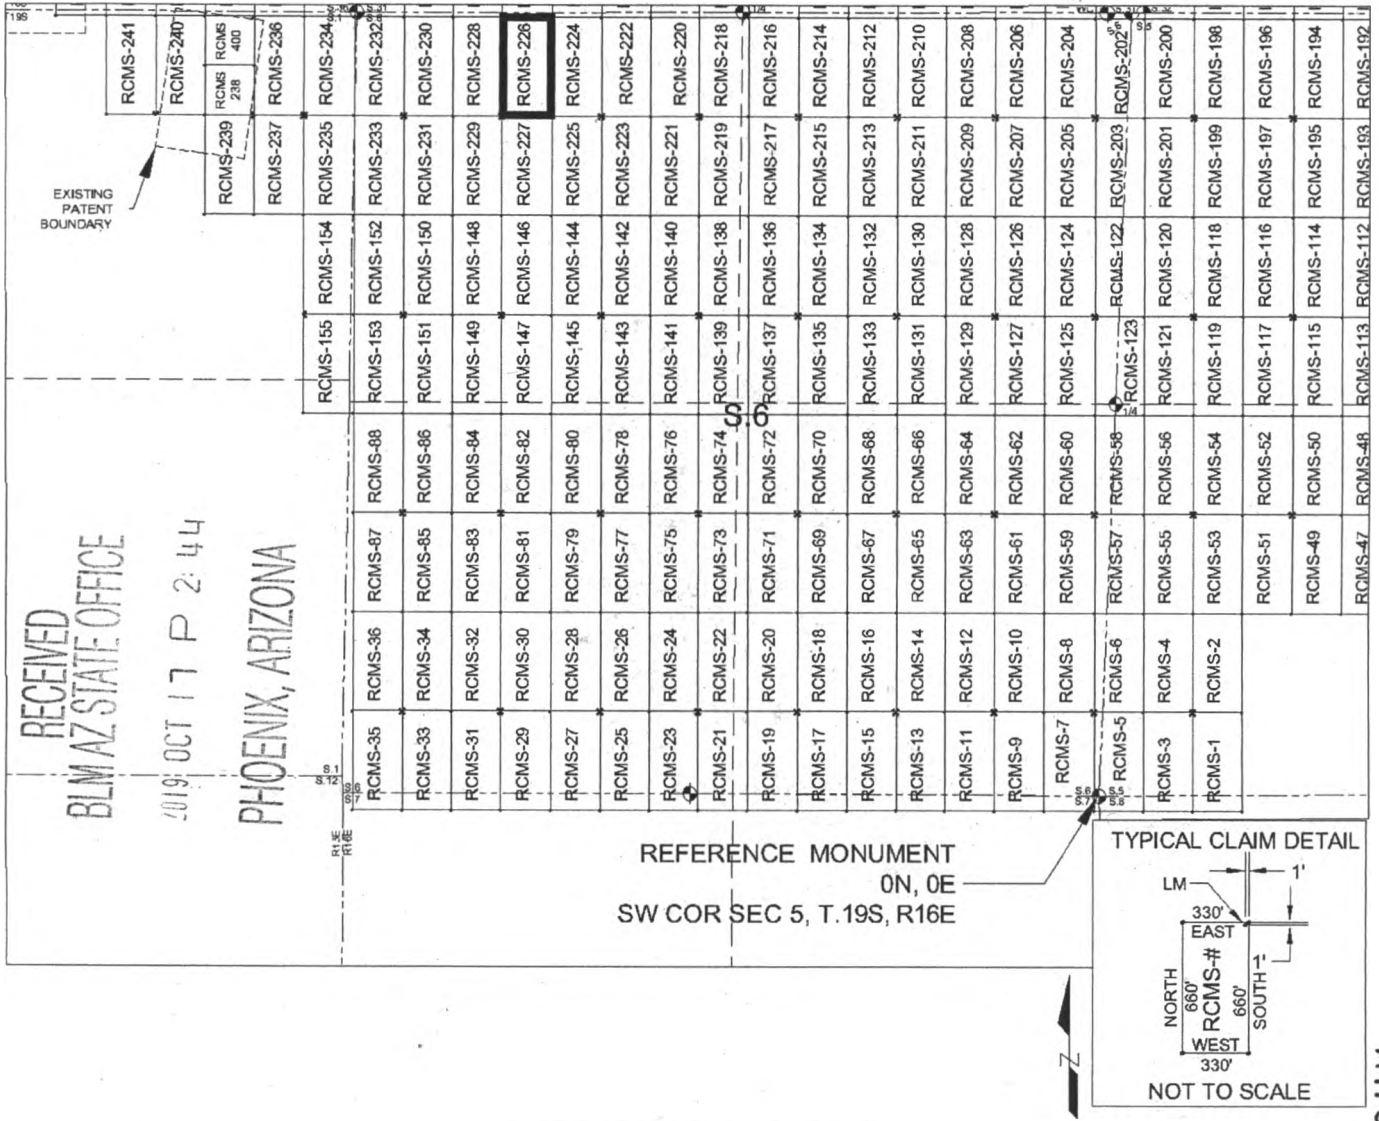 19S
S.1
S.6
1/4
S.6
S.5
RCMS-241
RCMS-240
RCMS 400
RCMS 238
RCMS-236
RCMS-234
RCMS-232
RCMS-230
RCMS-228
RCMS-226
RCMS-224
RCMS-222
RCMS-220
RCMS-218
RCMS-216
RCMS-214
RCMS-212
RCMS-210
RCMS-208
RCMS-206
RCMS-204
RCMS-202
RCMS-200
RCMS-198
RCMS-196
RCMS-194
RCMS-192
RCMS-239
RCMS-237
RCMS-235
RCMS-233
RCMS-231
RCMS-229
RCMS-227
RCMS-225
RCMS-223
RCMS-221
RCMS-219
RCMS-217
RCMS-215
RCMS-213
RCMS-211
RCMS-209
RCMS-207
RCMS-205
RCMS-203
RCMS-201
RCMS-199
RCMS-197
RCMS-195
RCMS-193
EXISTING
PATENT
BOUNDARY
RCMS-154
RCMS-152
RCMS-150
RCMS-148
RCMS-146
RCMS-144
RCMS-142
RCMS-140
RCMS-138
RCMS-136
RCMS-134
RCMS-132
RCMS-130
RCMS-128
RCMS-126
RCMS-124
RCMS-122
RCMS-120
RCMS-118
RCMS-116
RCMS-114
RCMS-112
RCMS-155
RCMS-153
RCMS-151
RCMS-149
RCMS-147
RCMS-145
RCMS-143
RCMS-141
RCMS-139
RCMS-137
RCMS-135
RCMS-133
RCMS-131
RCMS-129
RCMS-127
RCMS-125
RCMS-123
RCMS-121
RCMS-119
RCMS-117
RCMS-115
RCMS-113
S.6
1/4
RCMS-88
RCMS-86
RCMS-84
RCMS-82
RCMS-80
RCMS-78
RCMS-76
RCMS-74
RCMS-72
RCMS-70
RCMS-68
RCMS-66
RCMS-64
RCMS-62
RCMS-60
RCMS-58
RCMS-56
RCMS-54
RCMS-52
RCMS-50
RCMS-48
RCMS-87
RCMS-85
RCMS-83
RCMS-81
RCMS-79
RCMS-77
RCMS-75
RCMS-73
RCMS-71
RCMS-69
RCMS-67
RCMS-65
RCMS-63
RCMS-61
RCMS-59
RCMS-57
RCMS-55
RCMS-53
RCMS-51
RCMS-49
RCMS-47
RCMS-36
RCMS-34
RCMS-32
RCMS-30
RCMS-28
RCMS-26
RCMS-24
RCMS-22
RCMS-20
RCMS-18
RCMS-16
RCMS-14
RCMS-12
RCMS-10
RCMS-8
RCMS-6
RCMS-4
RCMS-2
RCMS-35
RCMS-33
RCMS-31
RCMS-29
RCMS-27
RCMS-25
RCMS-23
RCMS-21
RCMS-19
RCMS-17
RCMS-15
RCMS-13
RCMS-11
RCMS-9
RCMS-7
RCMS-5
RCMS-3
RCMS-1
RECEIVED
BLM AZ STATE OFFICE
2019 OCT 17 P 2:44
PHOENIX, ARIZONA
S.1
S.12
S.6
S.7
S.6
S.5
S.7
S.8
R16E
REFERENCE MONUMENT
0N, 0E
SW COR SEC 5, T.19S, R16E
TYPICAL CLAIM DETAIL
1'
LM
330'
EAST
NORTH
660'
RCMS-#
660'
SOUTH
1'
WEST
330'
NOT TO SCALE
Z